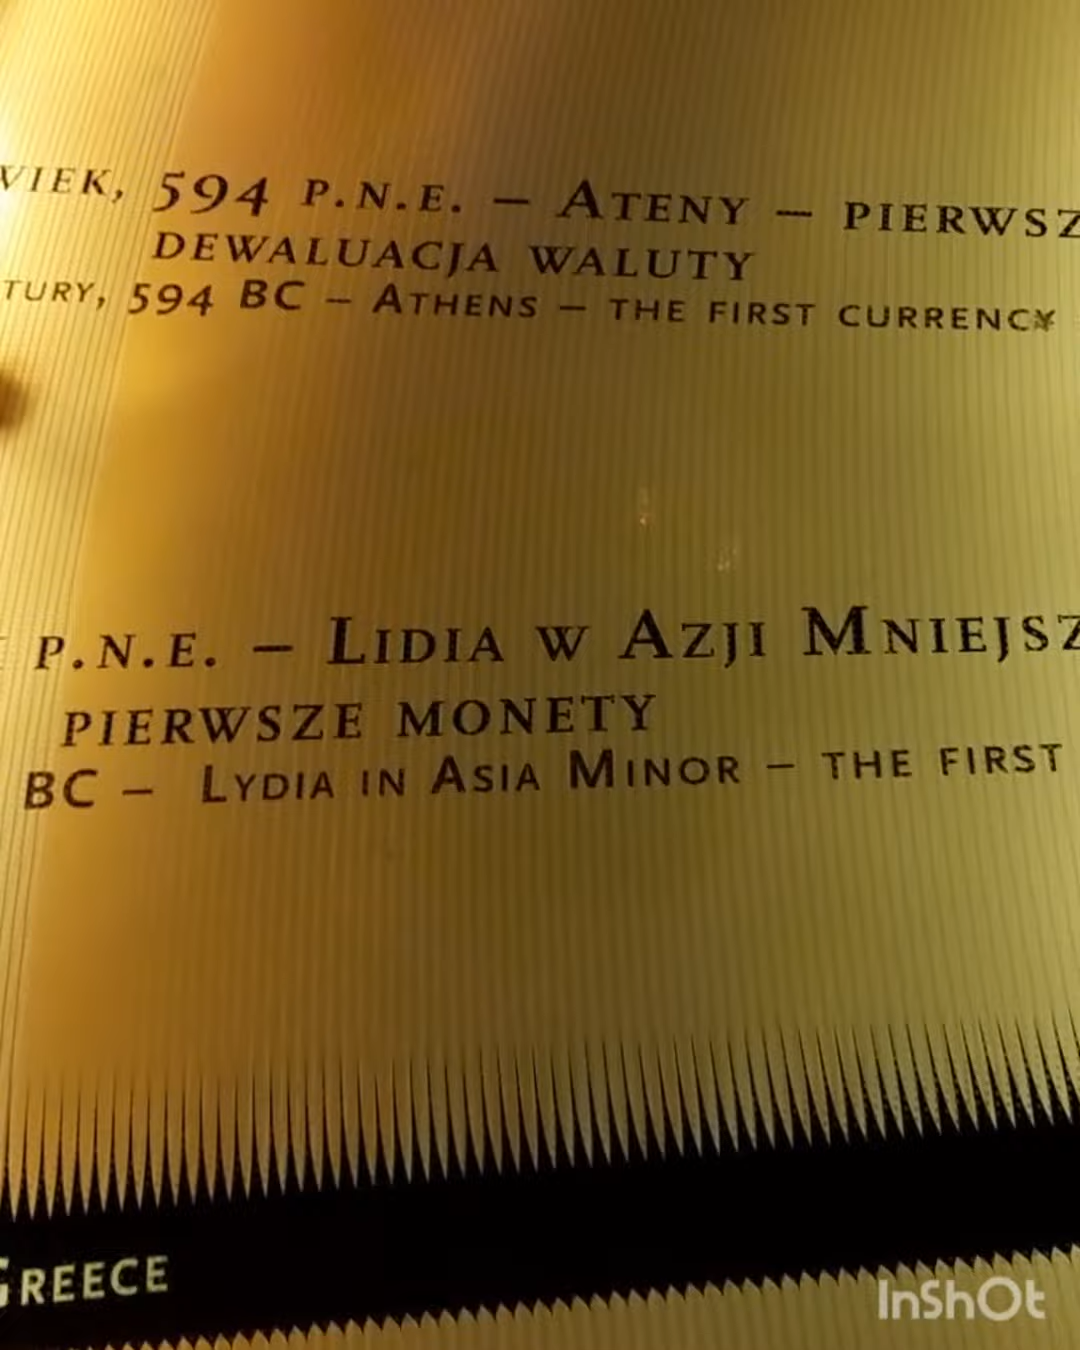 WIEK, 594 P.N.E. – ATENY – PIERWSZ
DEWALUACJA WALUTY
TURY, 594 BC – ATHENS – THE FIRST CURRENCY
P.N.E. – LIDIA W AZJI MNIEJSZ
PIERWSZE MONETY
BC – LYDIA IN ASIA MINOR – THE FIRST
GREECE
InShOt